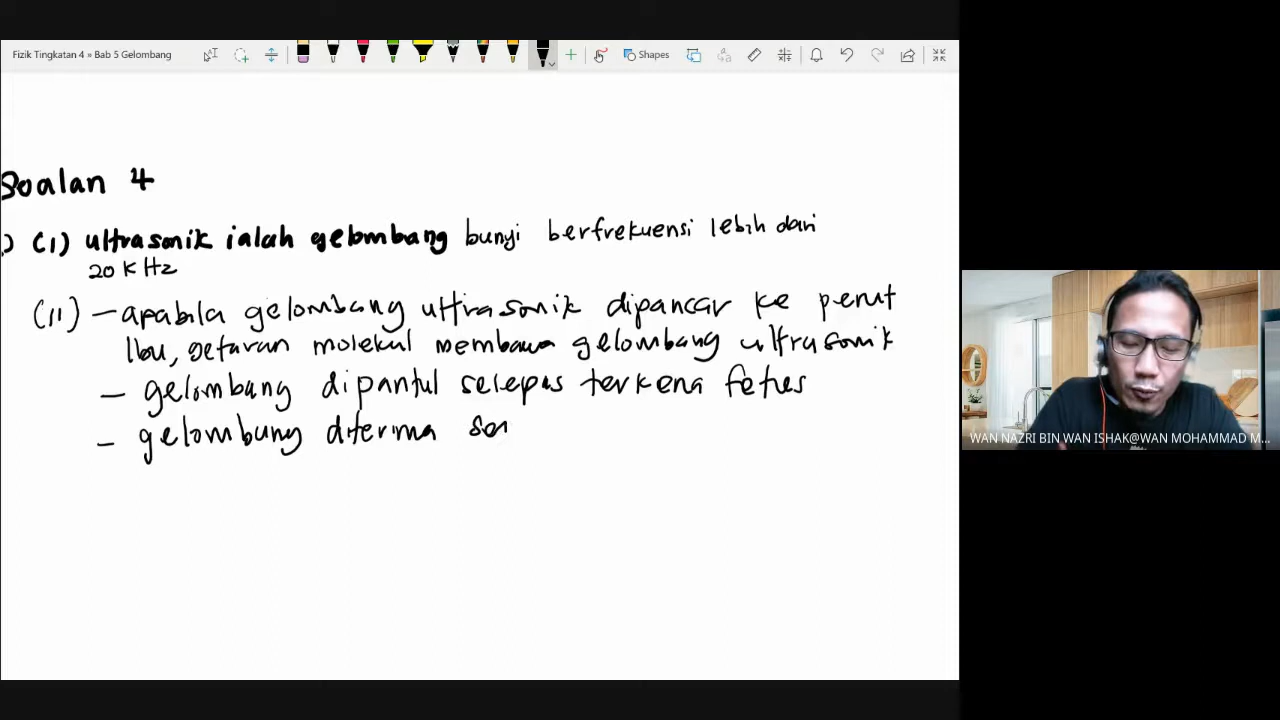 Fizik Tingkatan 4 » Bab 5 Gelombang
Shapes
Soalan 4
) (i) ultrasonik ialah gelombang bunyi berfrekuensi lebih dari
20 kHz
(ii) - apabila gelombang ultrasonik dipancar ke perut
Ibu, getaran molekul membawa gelombang ultrasonik
- gelombang dipantul selepas terkena fetus
- gelombang diterima
WAN NAZRI BIN WAN ISHAK@WAN MOHAMMAD M...